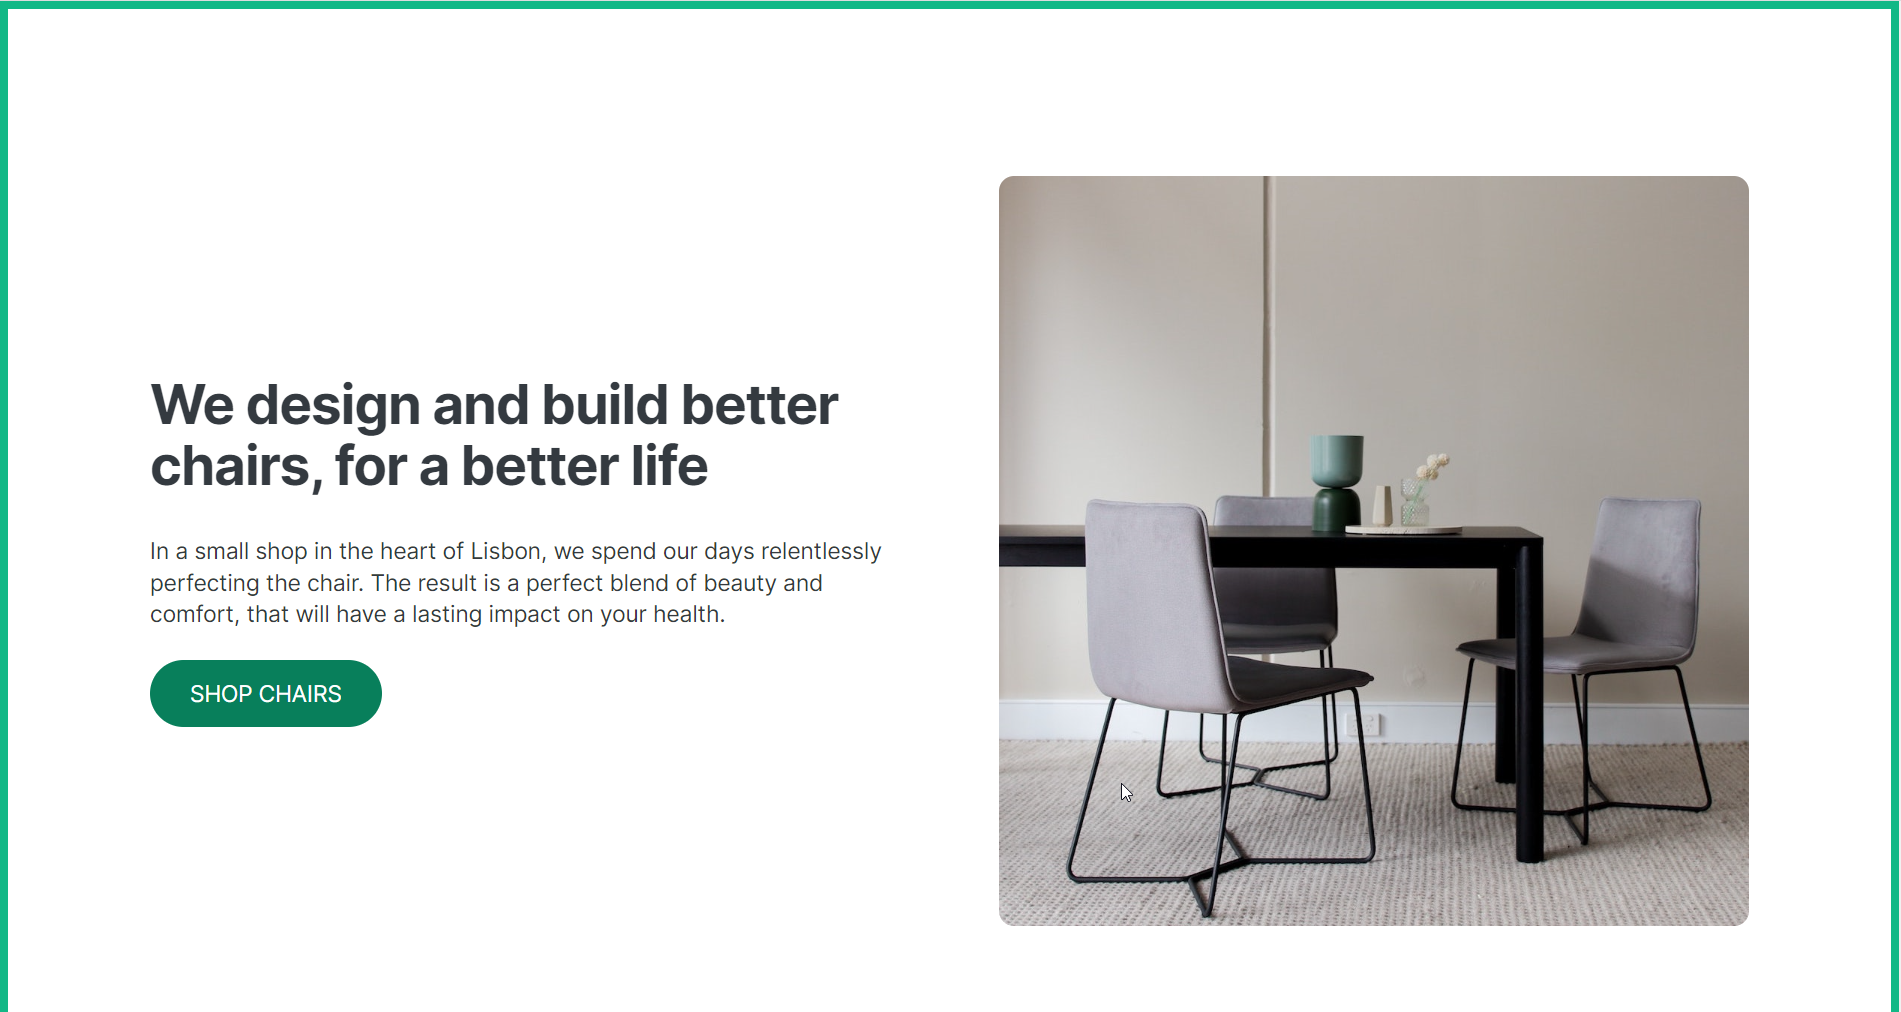 We design and build better
chairs, for a better life
In a small shop in the heart of Lisbon, we spend our days relentlessly
perfecting the chair. The result is a perfect blend of beauty and
comfort, that will have a lasting impact on your health.
SHOP CHAIRS